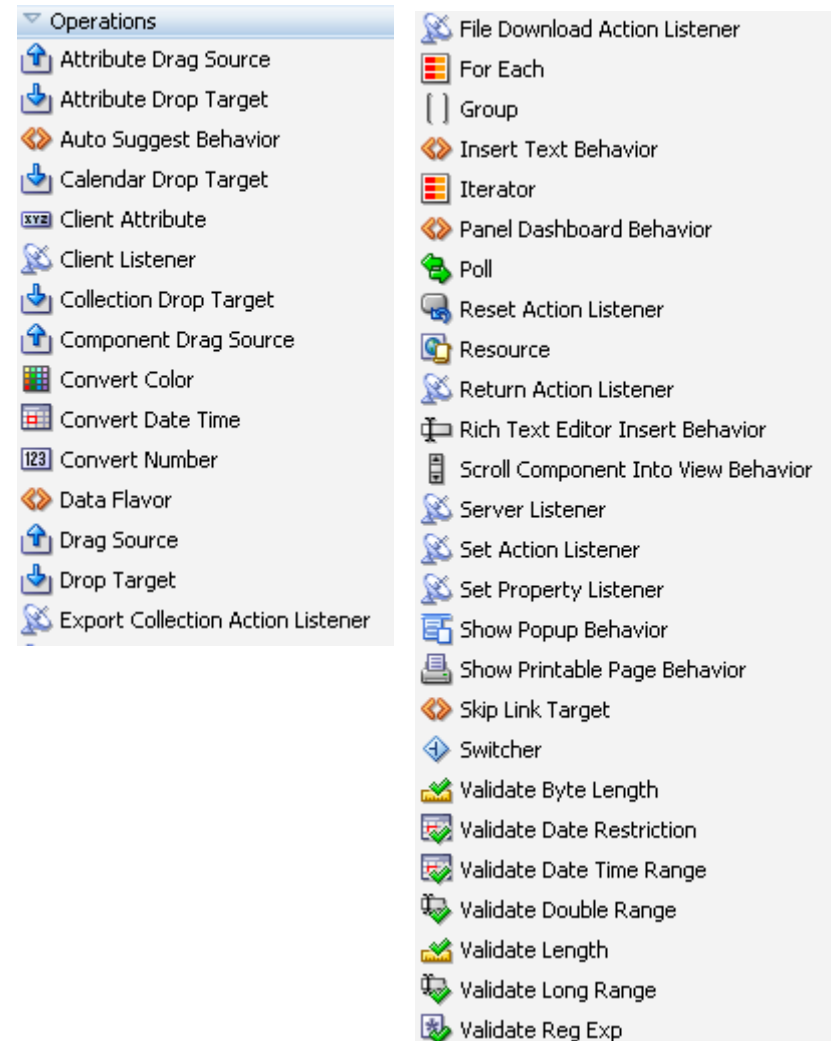 Operations
Attribute Drag Source
Attribute Drop Target
Auto Suggest Behavior
Calendar Drop Target
XYZ Client Attribute
Client Listener
Collection Drop Target
Component Drag Source
Convert Color
Convert Date Time
123 Convert Number
Data Flavor
Drag Source
Drop Target
Export Collection Action Listener
File Download Action Listener
For Each
Group
Insert Text Behavior
Iterator
Panel Dashboard Behavior
Poll
Reset Action Listener
Resource
Return Action Listener
Rich Text Editor Insert Behavior
Scroll Component Into View Behavior
Server Listener
Set Action Listener
Set Property Listener
Show Popup Behavior
Show Printable Page Behavior
Skip Link Target
Switcher
Validate Byte Length
Validate Date Restriction
Validate Date Time Range
Validate Double Range
Validate Length
Validate Long Range
Validate Reg Exp